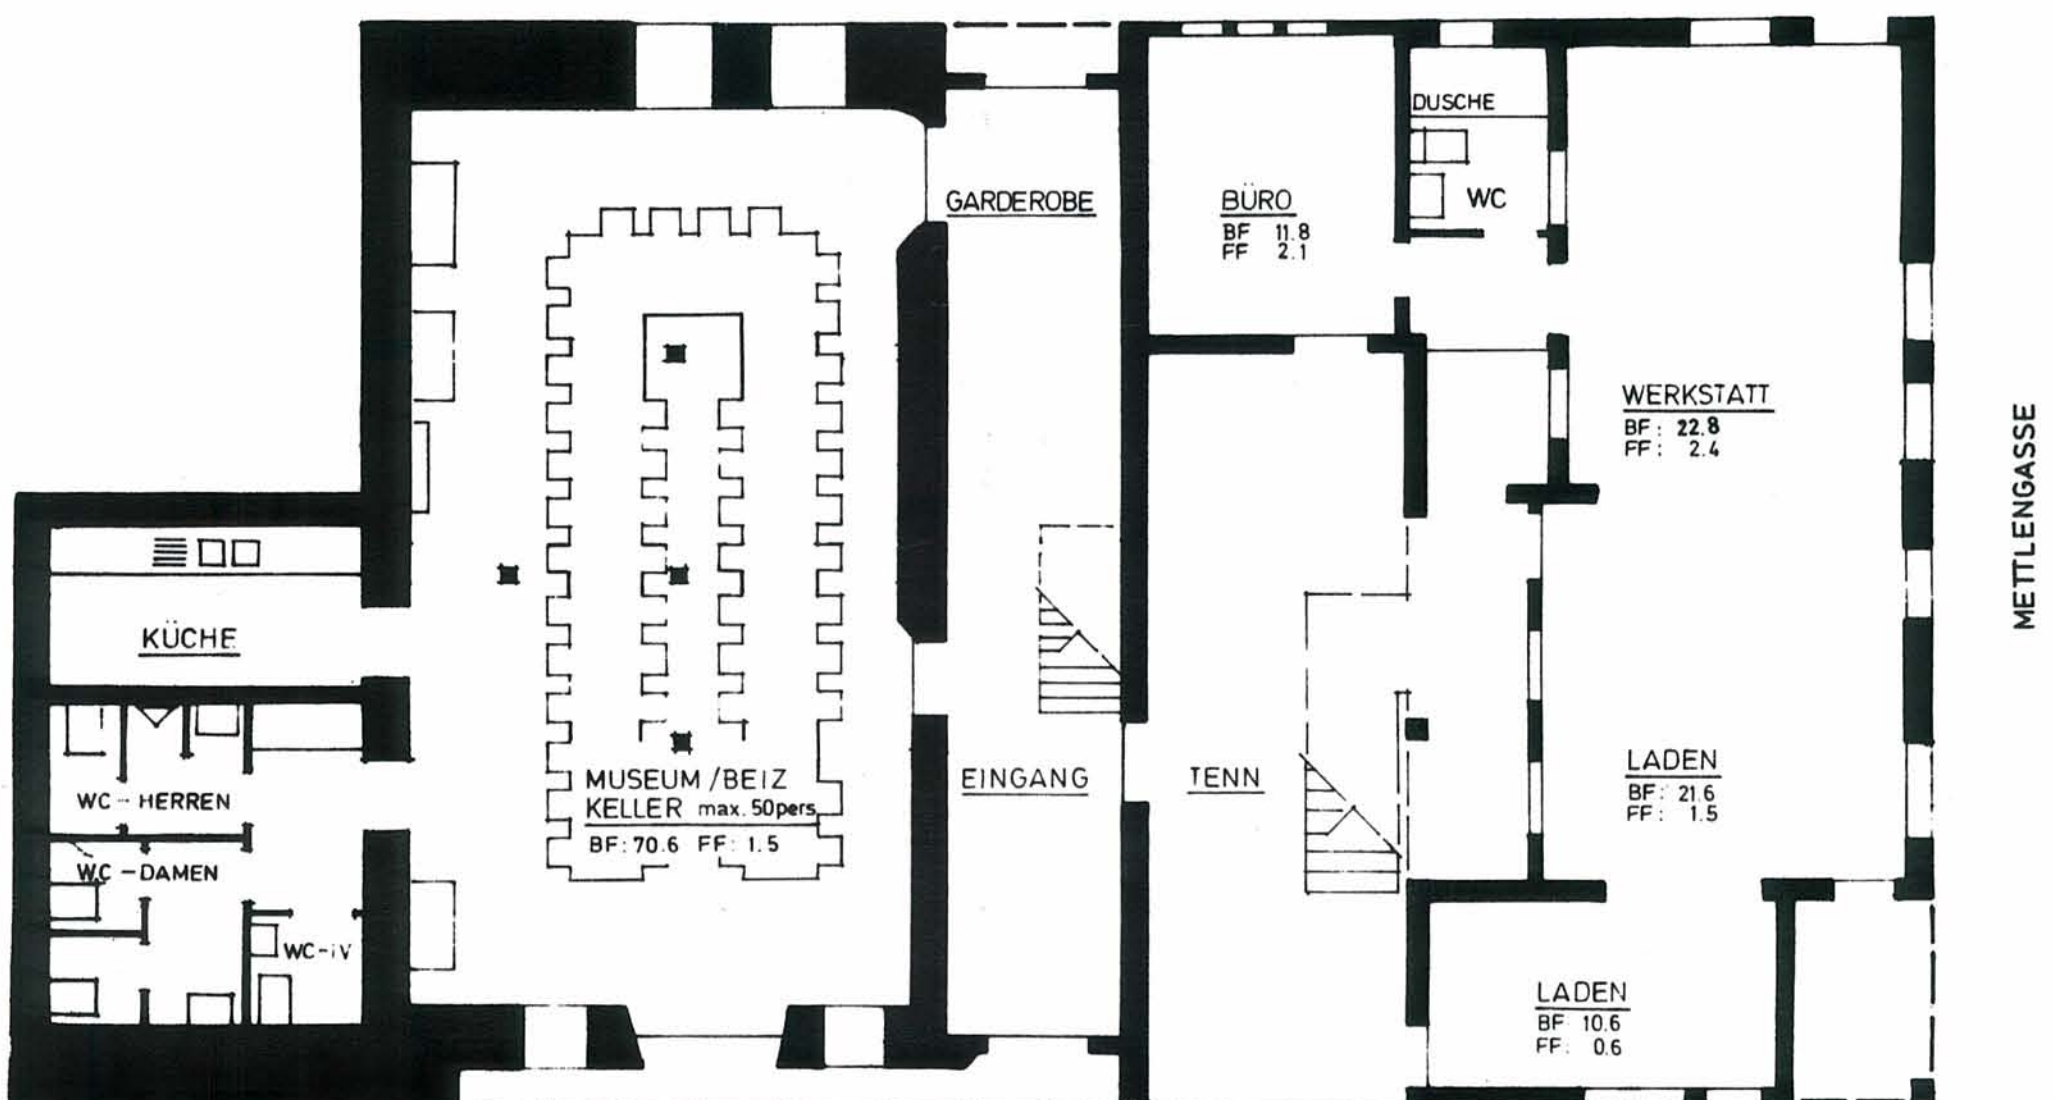 DUSCHE
WC
GARDEROBE
BÜRO
BF 11.8
FF 2.1
WERKSTATT
BF: 22.8
FF: 2.4
METTLENGASSE
KÜCHE
MUSEUM/BEIZ
KELLER max. 50pers.
BF: 70.6 FF: 1.5
EINGANG
TENN
LADEN
BF: 21.6
FF: 1.5
WC-HERREN
WC-DAMEN
WC-IV
LADEN
BF 10.6
FF: 0.6